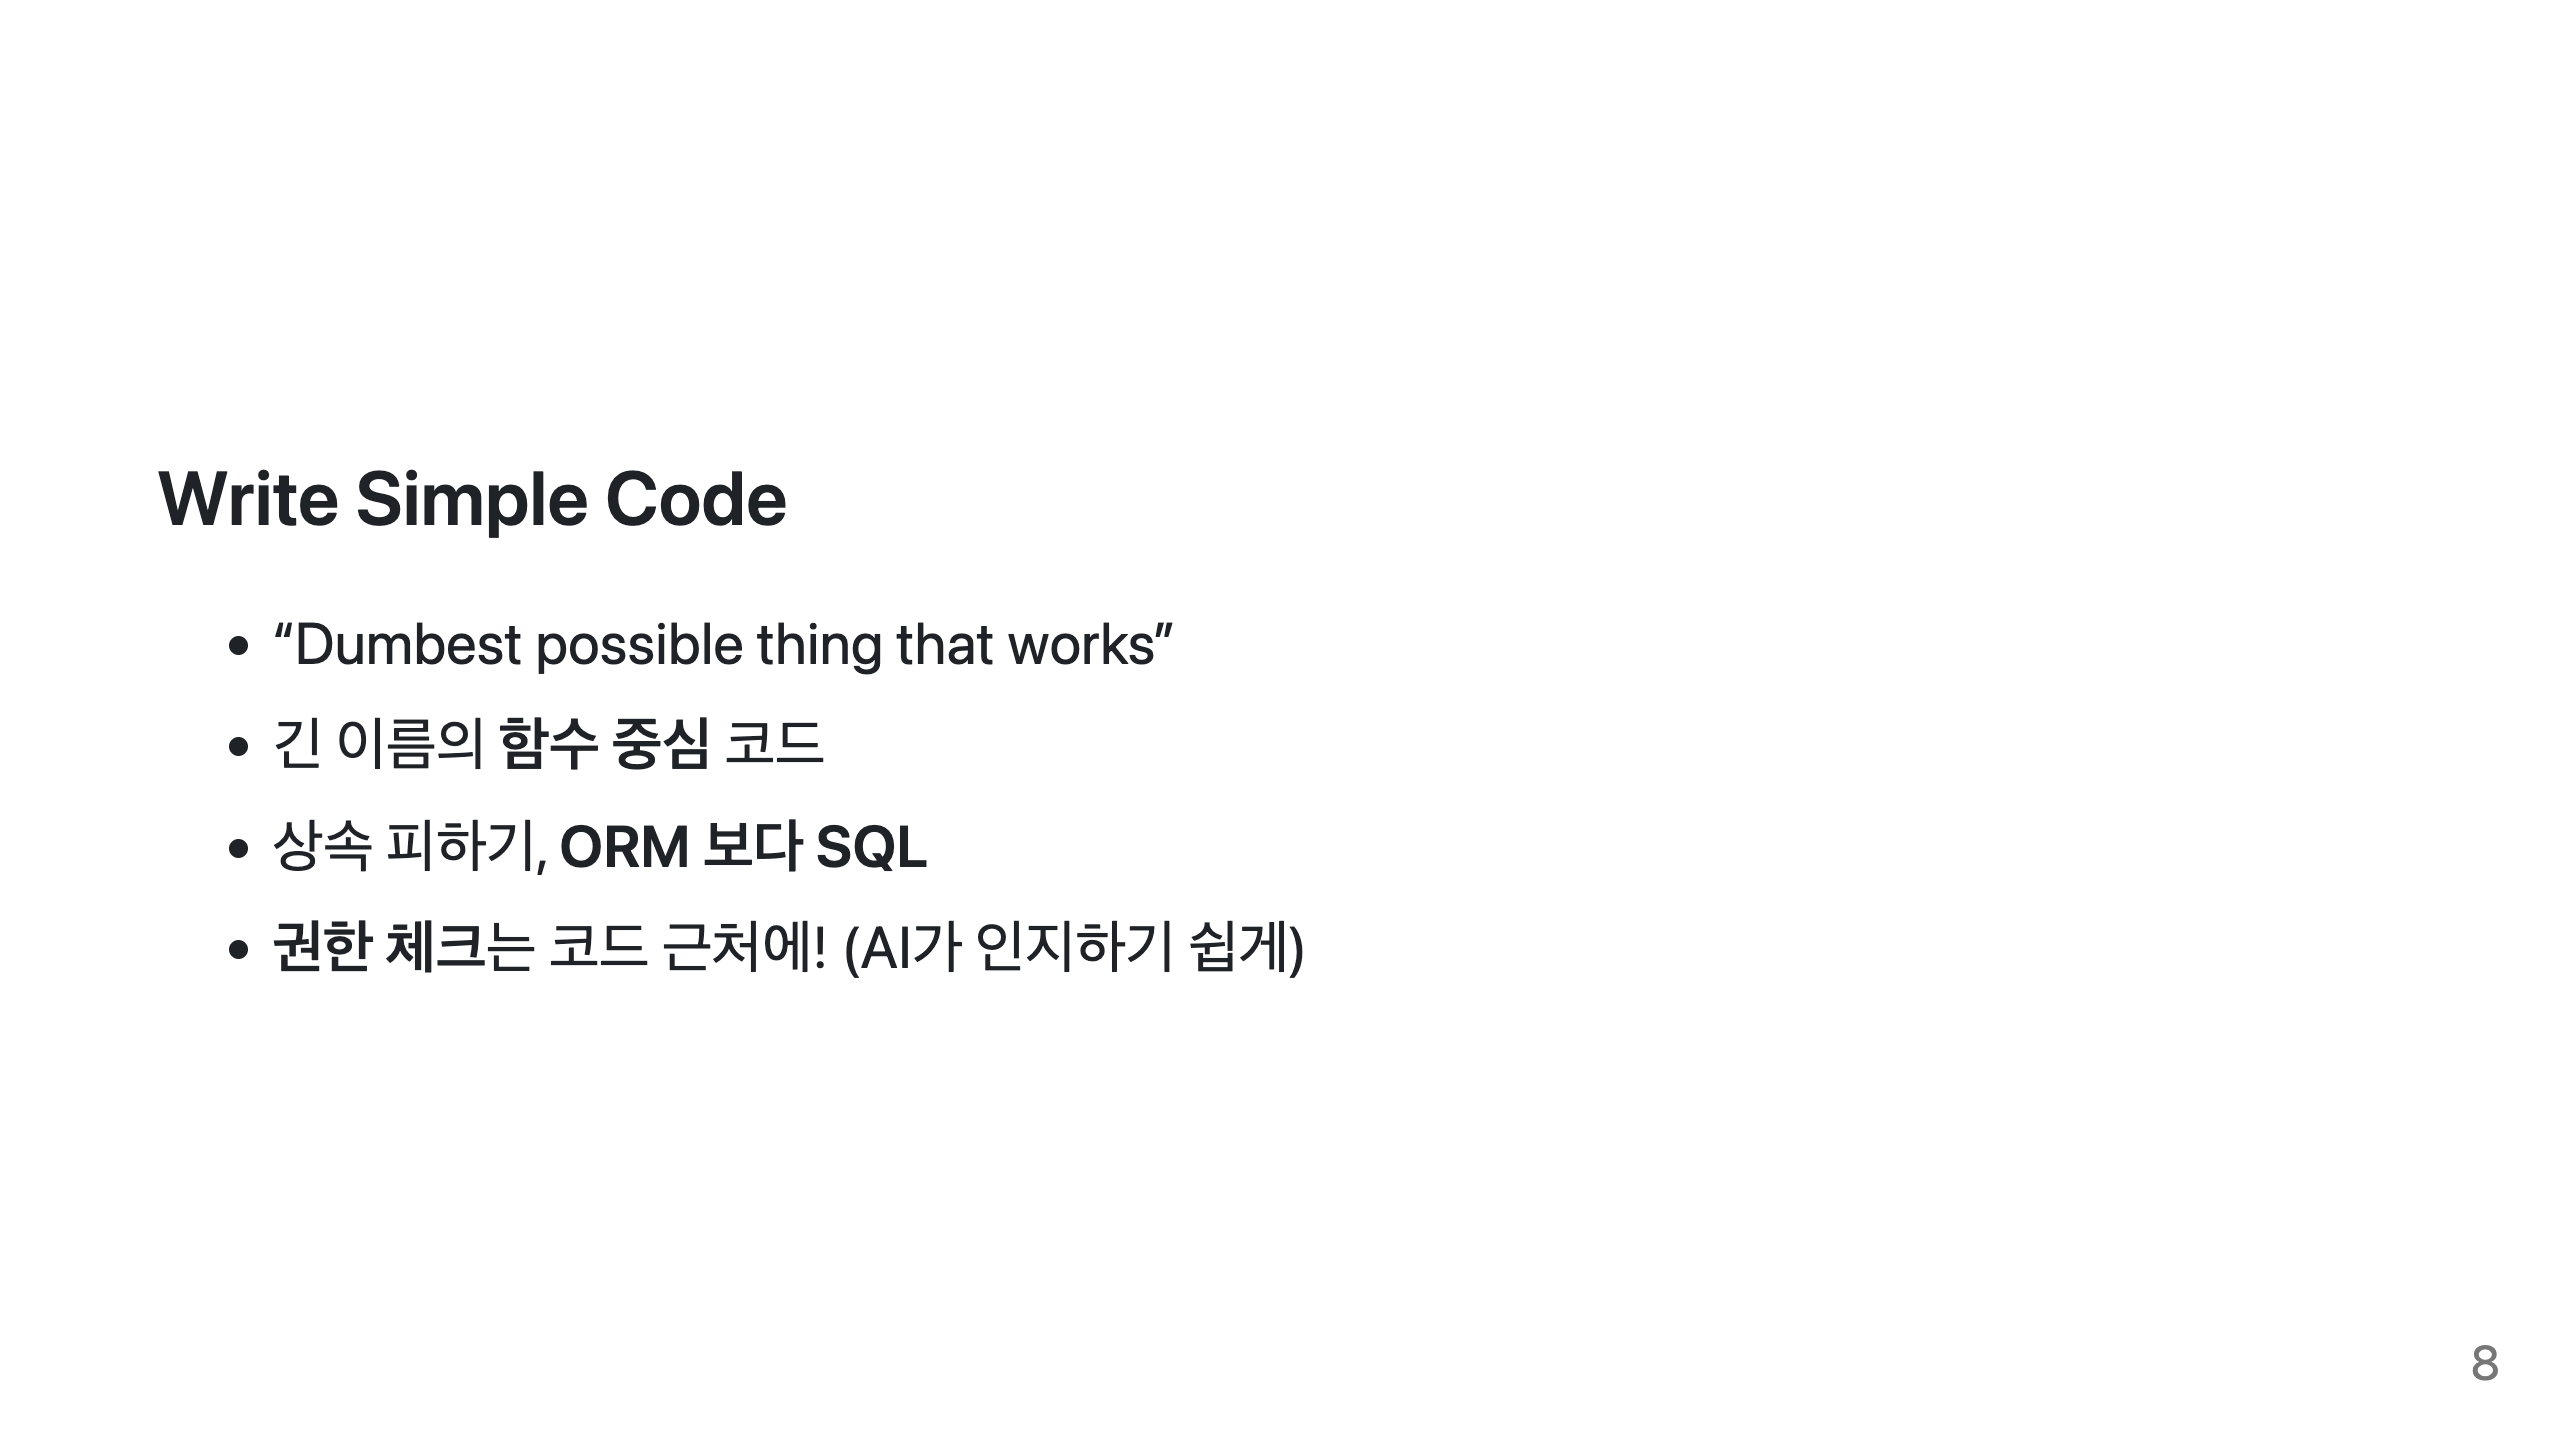 Write Simple Code
• “Dumbest possible thing that works”
• 긴 이름의 함수 중심 코드
• 상속 피하기, ORM 보다 SQL
• 권한 체크는 코드 근처에! (AI가 인지하기 쉽게)
8